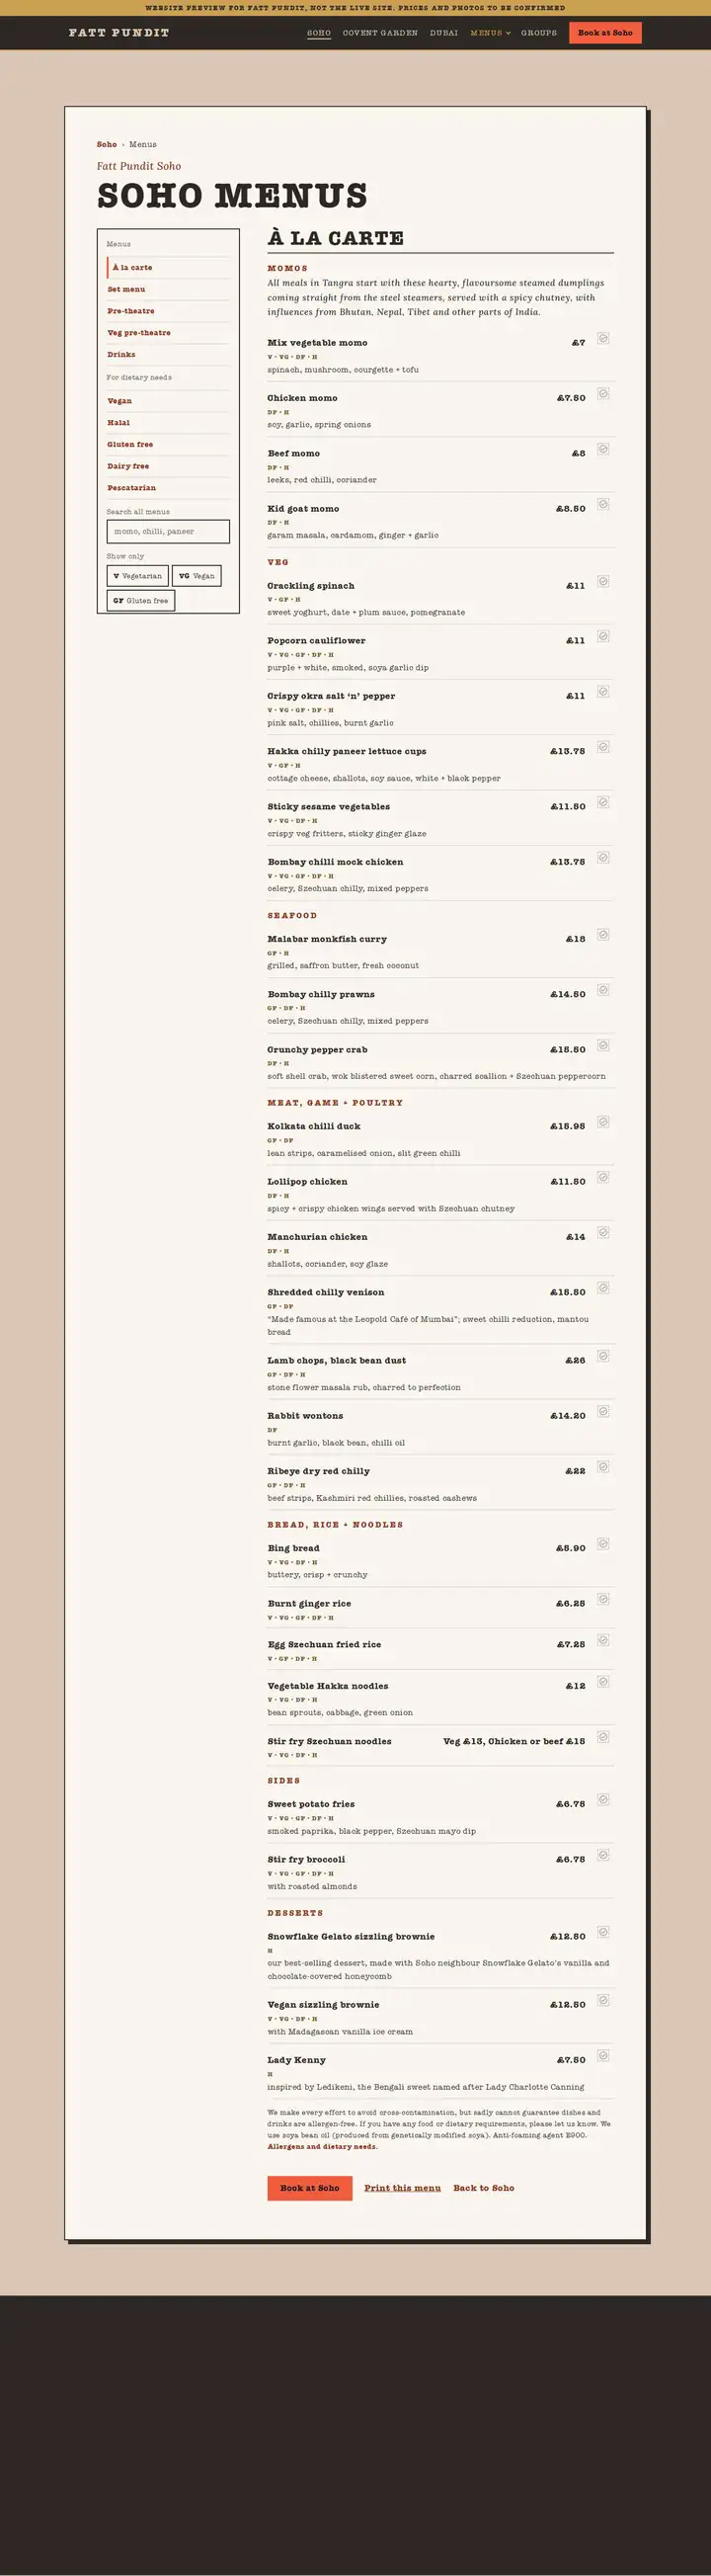 WEBSITE PREVIEW FOR FATT PUNDIT, NOT THE LIVE SITE. PRICES AND PHOTOS TO BE CONFIRMED
FATT PUNDIT
SOHO COVENT GARDEN DUBAI MENUS GROUPS Book at Soho
Soho › Menus
Fatt Pundit Soho
SOHO MENUS
Menus
À la carte
Set menu
Pre-theatre
Veg pre-theatre
Drinks
For dietary needs
Vegan
Halal
Gluten free
Dairy free
Pescatarian
Search all menus
momo, chilli, paneer
Show only
V Vegetarian VG Vegan
GF Gluten free
À LA CARTE
MOMOS
All meals in Tangra start with these hearty, flavoursome steamed dumplings
coming straight from the steel steamers, served with a spicy chutney, with
influences from Bhutan, Nepal, Tibet and other parts of India.
Mix vegetable momo £7
V · VG · DF · H
spinach, mushroom, courgette + tofu
Chicken momo £7.50
DF · H
soy, garlic, spring onions
Beef momo £8
DF · H
leeks, red chilli, coriander
Kid goat momo £8.50
DF · H
garam masala, cardamom, ginger + garlic
VEG
Crackling spinach £11
V · GF · H
sweet yoghurt, date + plum sauce, pomegranate
Popcorn cauliflower £11
V · VG · GF · DF · H
purple + white, smoked, soya garlic dip
Crispy okra salt ‘n’ pepper £11
V · VG · GF · DF · H
pink salt, chillies, burnt garlic
Hakka chilly paneer lettuce cups £13.75
V · GF · H
cottage cheese, shallots, soy sauce, white + black pepper
Sticky sesame vegetables £11.50
V · VG · DF · H
crispy veg fritters, sticky ginger glaze
Bombay chilli mock chicken £13.75
V · VG · GF · DF · H
celery, Szechuan chilly, mixed peppers
SEAFOOD
Malabar monkfish curry £18
GF · H
grilled, saffron butter, fresh coconut
Bombay chilly prawns £14.50
GF · DF · H
celery, Szechuan chilly, mixed peppers
Crunchy pepper crab £15.50
DF · H
soft shell crab, wok blistered sweet corn, charred scallion + Szechuan peppercorn
MEAT, GAME + POULTRY
Kolkata chilli duck £15.95
GF · DF
lean strips, caramelised onion, slit green chilli
Lollipop chicken £11.50
DF · H
spicy + crispy chicken wings served with Szechuan chutney
Manchurian chicken £14
DF · H
shallots, coriander, soy glaze
Shredded chilly venison £15.50
GF · DF
“Made famous at the Leopold Café of Mumbai”; sweet chilli reduction, mantou
bread
Lamb chops, black bean dust £26
GF · DF · H
stone flower masala rub, charred to perfection
Rabbit wontons £14.20
DF
burnt garlic, black bean, chilli oil
Ribeye dry red chilly £22
GF · DF · H
beef strips, Kashmiri red chillies, roasted cashews
BREAD, RICE + NOODLES
Bing bread £5.90
V · VG · DF · H
buttery, crisp + crunchy
Burnt ginger rice £6.25
V · VG · GF · DF · H
Egg Szechuan fried rice £7.25
V · GF · DF · H
Vegetable Hakka noodles £12
V · VG · DF · H
bean sprouts, cabbage, green onion
Stir fry Szechuan noodles Veg £13, Chicken or beef £15
V · VG · DF · H
SIDES
Sweet potato fries £6.75
V · VG · GF · DF · H
smoked paprika, black pepper, Szechuan mayo dip
Stir fry broccoli £6.75
V · VG · GF · DF · H
with roasted almonds
DESSERTS
Snowflake Gelato sizzling brownie £12.50
H
our best-selling dessert, made with Soho neighbour Snowflake Gelato’s vanilla and
chocolate-covered honeycomb
Vegan sizzling brownie £12.50
V · VG · DF · H
with Madagascan vanilla ice cream
Lady Kenny £7.50
H
inspired by Ledikeni, the Bengali sweet named after Lady Charlotte Canning
We make every effort to avoid cross-contamination, but sadly cannot guarantee dishes and
drinks are allergen-free. If you have any food or dietary requirements, please let us know. We
use soya bean oil (produced from genetically modified soya). Anti-foaming agent E900.
Allergens and dietary needs.
Book at Soho Print this menu Back to Soho